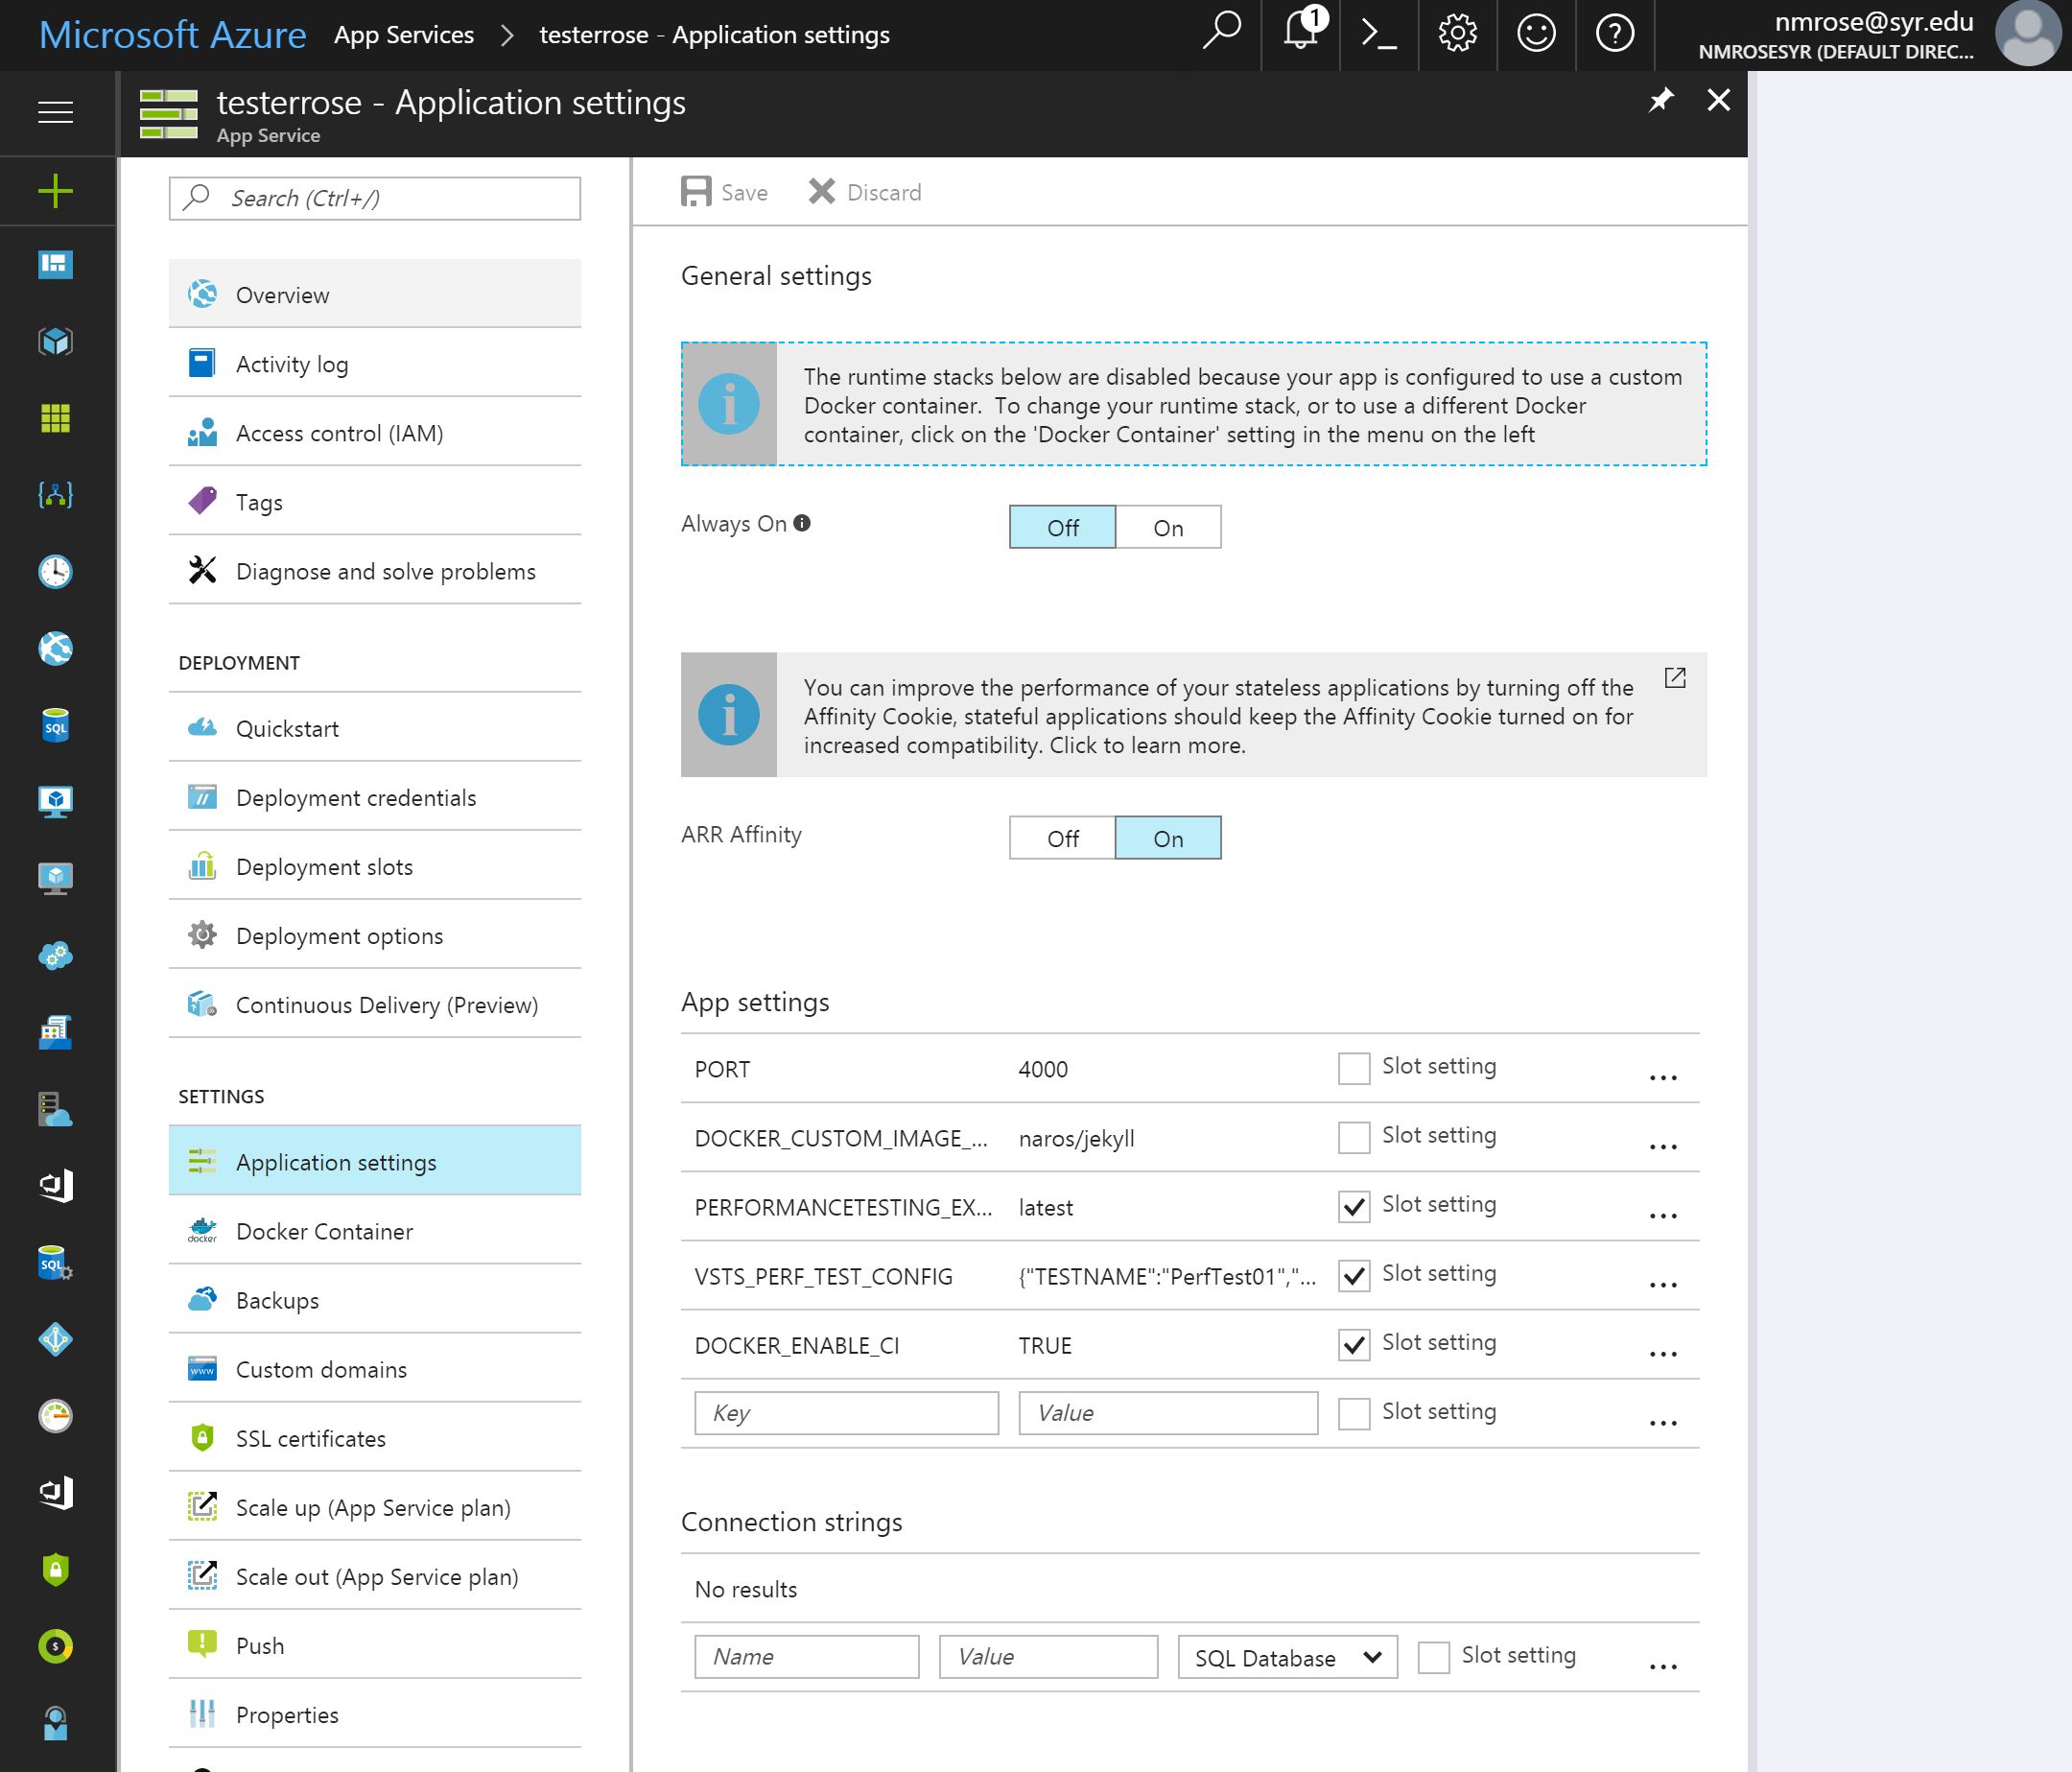 Microsoft Azure App Services > testerrose - Application settings
1
nmrose@syr.edu
NMROSESYR (DEFAULT DIREC...
testerrose - Application settings
App Service
Search (Ctrl+/)
Overview
Activity log
Access control (IAM)
Tags
Diagnose and solve problems
DEPLOYMENT
Quickstart
Deployment credentials
Deployment slots
Deployment options
Continuous Delivery (Preview)
SETTINGS
Application settings
Docker Container
Backups
Custom domains
SSL certificates
Scale up (App Service plan)
Scale out (App Service plan)
Push
Properties
Save Discard
General settings
The runtime stacks below are disabled because your app is configured to use a custom
Docker container. To change your runtime stack, or to use a different Docker
container, click on the 'Docker Container' setting in the menu on the left
Always On Off On
You can improve the performance of your stateless applications by turning off the
Affinity Cookie, stateful applications should keep the Affinity Cookie turned on for
increased compatibility. Click to learn more.
ARR Affinity Off On
App settings
PORT 4000 Slot setting ...
DOCKER_CUSTOM_IMAGE_... naros/jekyll Slot setting ...
PERFORMANCETESTING_EX... latest Slot setting ...
VSTS_PERF_TEST_CONFIG {"TESTNAME":"PerfTest01","... Slot setting ...
DOCKER_ENABLE_CI TRUE Slot setting ...
Key Value Slot setting ...
Connection strings
No results
Name Value SQL Database Slot setting ...
SQL
SQL
docker
www